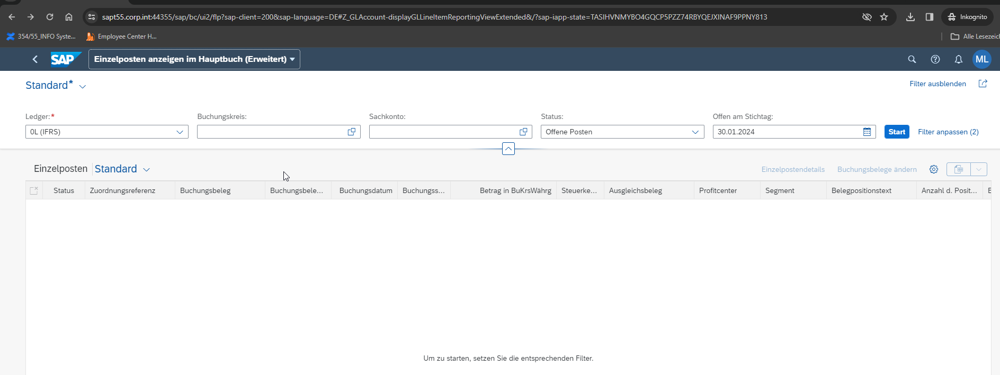 sapt55.corp.int:44355/sap/bc/ui2/flp?sap-client=200&sap-language=DE#Z_GLAccount-displayGLLineItemReportingViewExtended&/?sap-iapp-state=TASIHVNMYBO4GQCP5PZZ74RBYQEJXINAF9PPNY813 Inkognito
354/55_INFO Syste... Employee Center H... Alle Lesezeich
SAP Einzelposten anzeigen im Hauptbuch (Erweitert) ML
Standard* Filter ausblenden
Ledger:* Buchungskreis: Sachkonto: Status: Offen am Stichtag:
0L (IFRS) Offene Posten 30.01.2024 Start Filter anpassen (2)
Einzelposten Standard Einzelpostendetails Buchungsbelege ändern
Status Zuordnungsreferenz Buchungsbeleg Buchungsbele... Buchungsdatum Buchungss... Betrag in BuKrsWährg Steuerke... Ausgleichsbeleg Profitcenter Segment Belegpositionstext Anzahl d. Posit...
Um zu starten, setzen Sie die entsprechenden Filter.